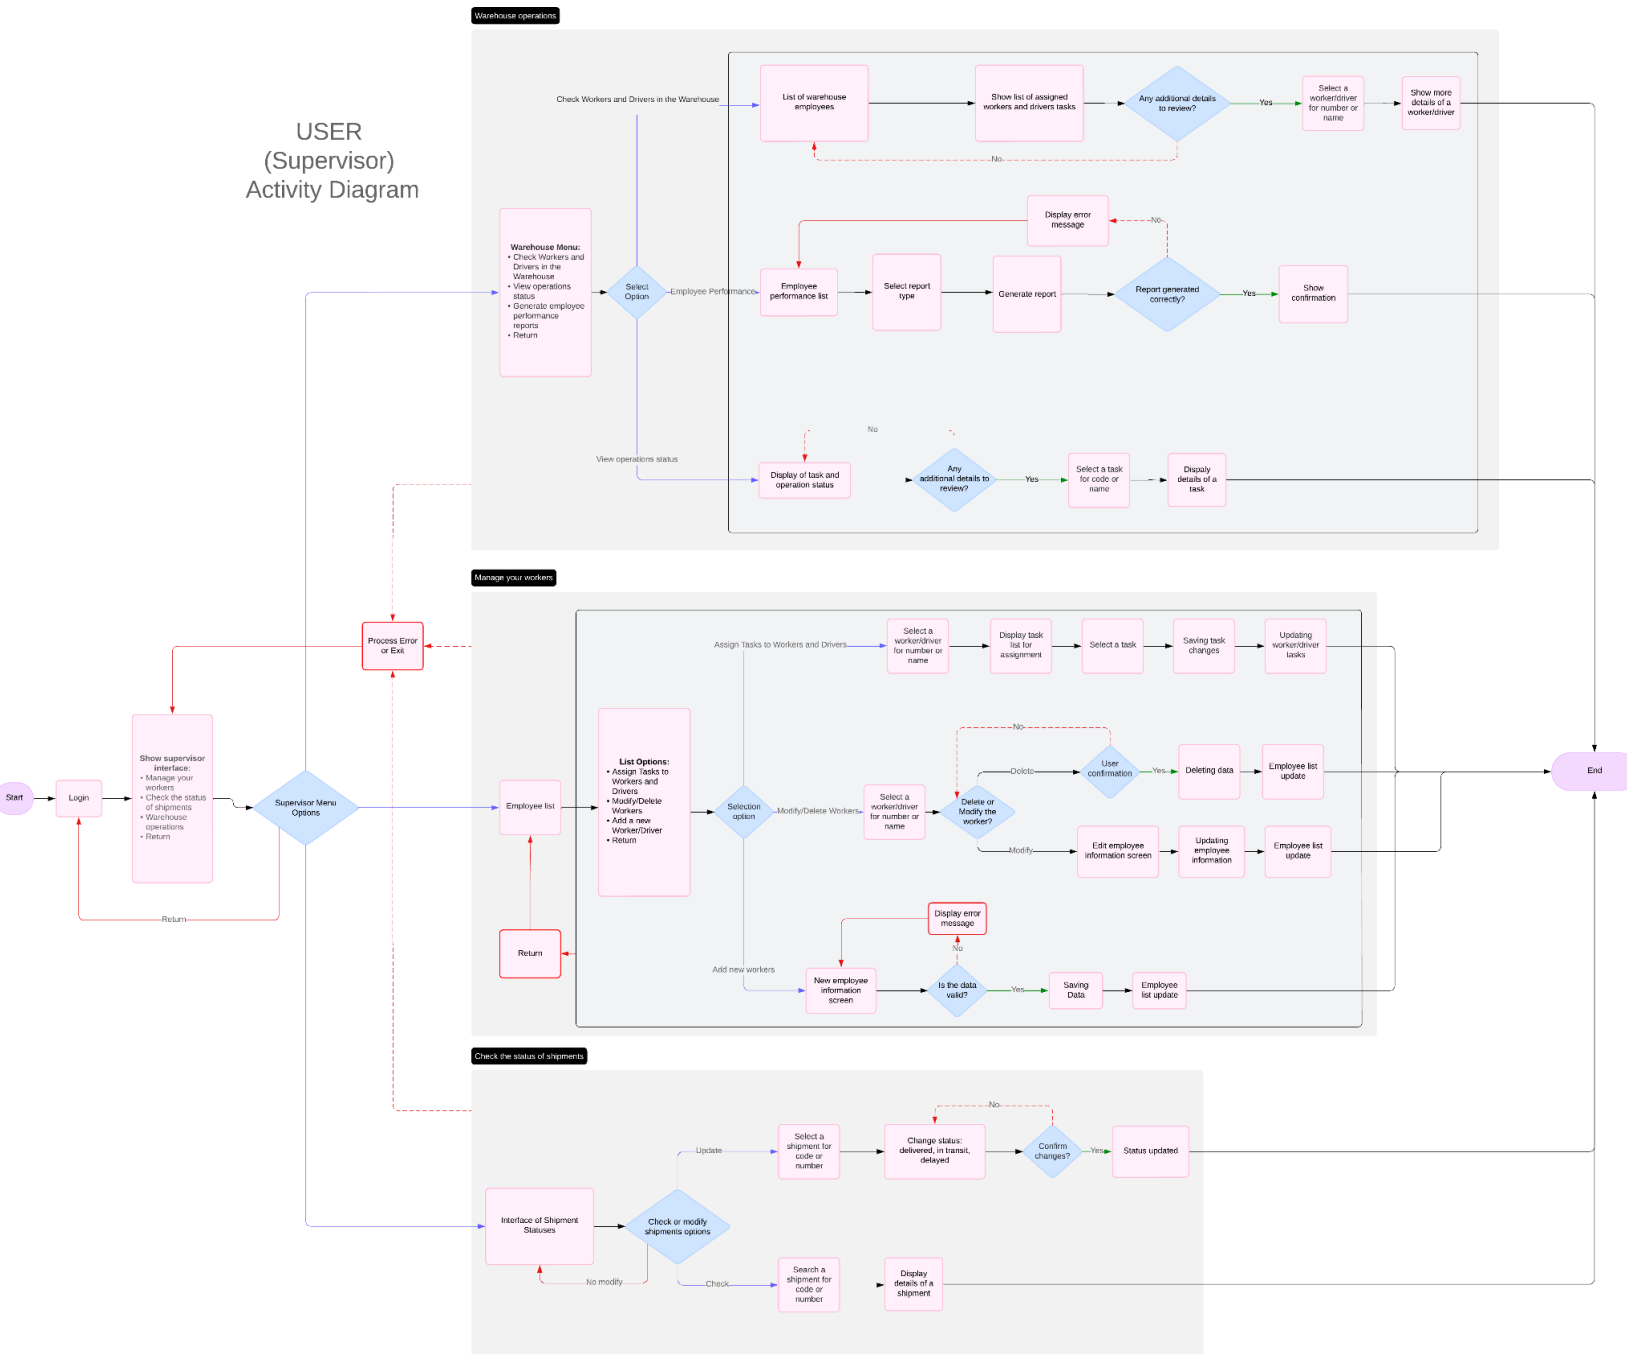 Warehouse operations
USER
(Supervisor)
Activity Diagram
Check Workers and Drivers in the Warehouse
List of warehouse
employees
Show list of assigned
workers and drivers tasks
Any additional details
to review?
Yes
Select a
worker/driver
for number or
name
Show more
details of a
worker/driver
No
Warehouse Menu:
• Check Workers and
Drivers in the
Warehouse
• View operations
status
• Generate employee
performance
reports
• Return
Select
Option
Employee Performance
Display error
message
No
Employee
performance list
Select report
type
Generate report
Report generated
correctly?
Yes
Show
confirmation
View operations status
No
Display of task and
operation status
Any
additional details to
review?
Yes
Select a task
for code or
name
Dispaly
details of a
task
Manage your workers
Process Error
or Exit
Assign Tasks to Workers and Drivers
Select a
worker/driver
for number or
name
Display task
list for
assignment
Select a task
Saving task
changes
Updating
worker/driver
tasks
Start
Login
Show supervisor
interface:
• Manage your
workers
• Check the status
of shipments
• Warehouse
operations
• Return
Supervisor Menu
Options
Return
Employee list
List Options:
• Assign Tasks to
Workers and
Drivers
• Modify/Delete
Workers
• Add a new
Worker/Driver
• Return
Selection
option
Modify/Delete Workers
Select a
worker/driver
for number or
name
Delete or
Modify the
worker?
No
Delete
User
confirmation
Yes
Deleting data
Employee list
update
End
Modify
Edit employee
information screen
Updating
employee
information
Employee list
update
Return
Add new workers
Display error
message
No
New employee
information
screen
Is the data
valid?
Yes
Saving
Data
Employee
list update
Check the status of shipments
Interface of Shipment
Statuses
Check or modify
shipments options
No modify
Update
Select a
shipment for
code or
number
Change status:
delivered, in transit,
delayed
No
Confirm
changes?
Yes
Status updated
Check
Search a
shipment for
code or
number
Display
details of a
shipment